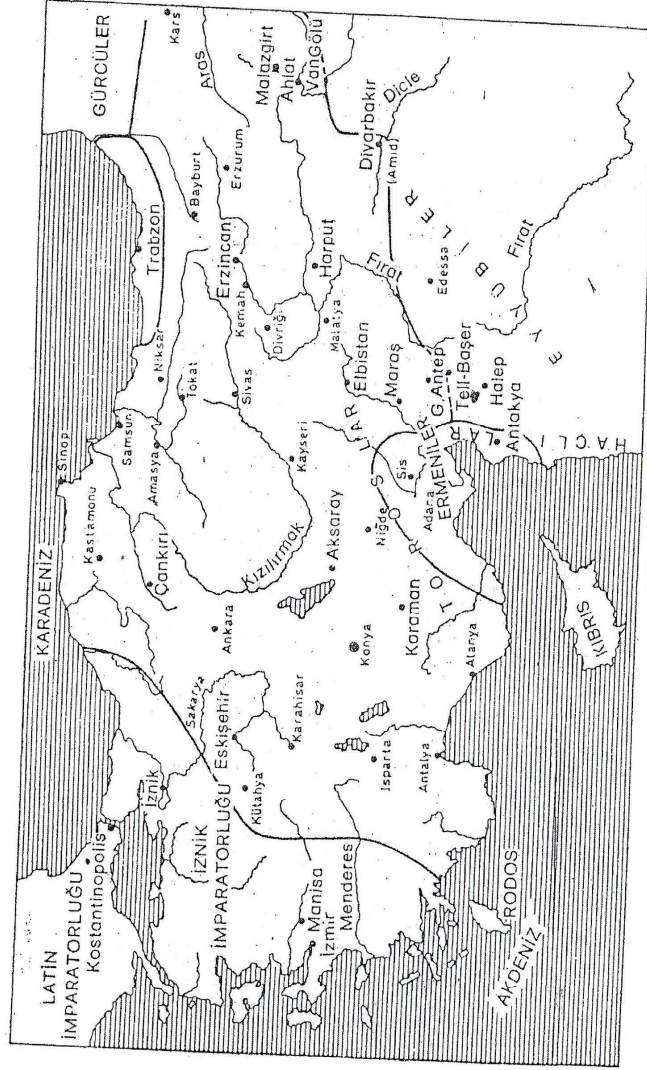 LATİN
İMPARATORLUĞU
Kostantinopolis
KARADENİZ
GÜRCÜLER
Kars
Sinop
Kastamonu
Samsun
Trabzon
Niksar
Bayburt
Aras
İznik
Sakarya
Çankırı
Amasya
Tokat
Erzincan
Erzurum
Malazgirt
Ahlat
VanGölü
İZNİK
İMPARATORLUĞU
Eskişehir
Kütahya
Ankara
Kızılırmak
Sivas
Kemah
Divriği
Harput
Karahisar
Kayseri
Malatya
Fırat
Diyarbakır
(Amid)
Dicle
Manisa
İzmir
Menderes
Aksaray
Elbistan
Isparta
Konya
Niğde
Maraş
Edessa
Antalya
Karaman
Alanya
TOROSLAR
Sis
Adana
ERMENİLER
G.Antep
Tell-Başer
Halep
Antakya
HAÇLILAR
EYYÜBİLER
Fırat
RODOS
AKDENİZ
KIBRIS